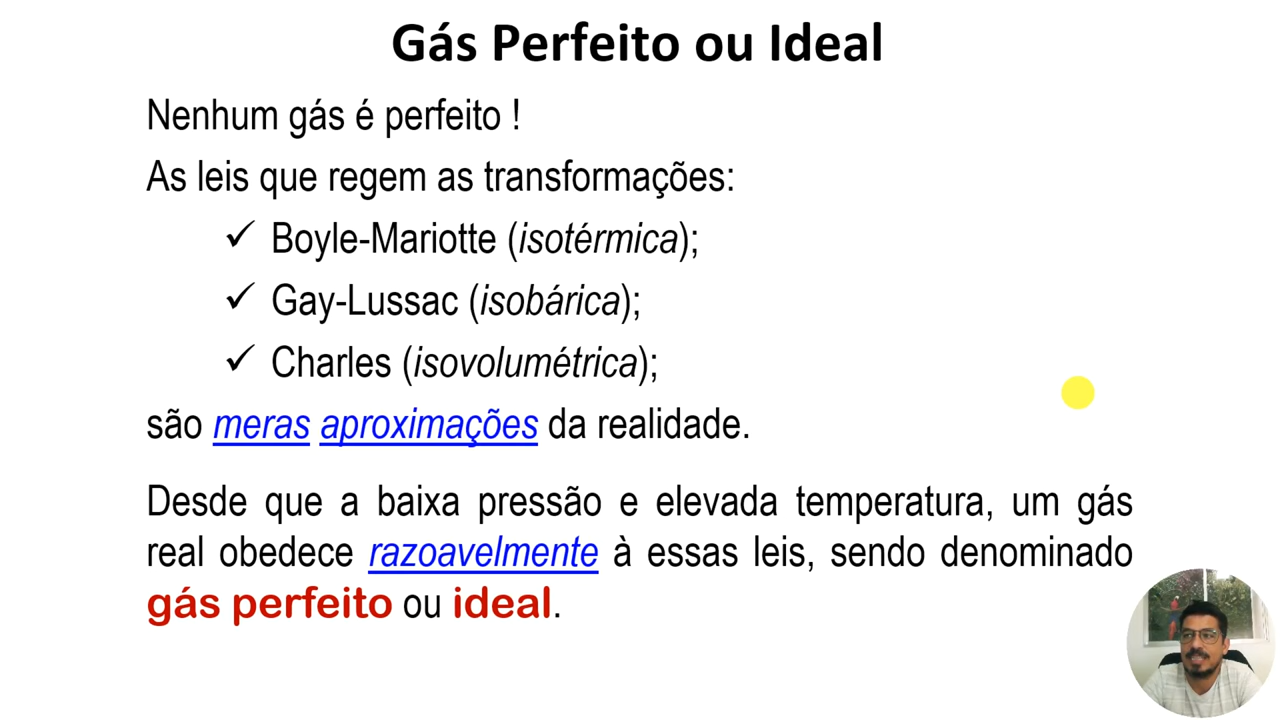 Gás Perfeito ou Ideal
Nenhum gás é perfeito !
As leis que regem as transformações:
✓ Boyle-Mariotte (isotérmica);
✓ Gay-Lussac (isobárica);
✓ Charles (isovolumétrica);
são meras aproximações da realidade.
Desde que a baixa pressão e elevada temperatura, um gás
real obedece razoavelmente à essas leis, sendo denominado
gás perfeito ou ideal.